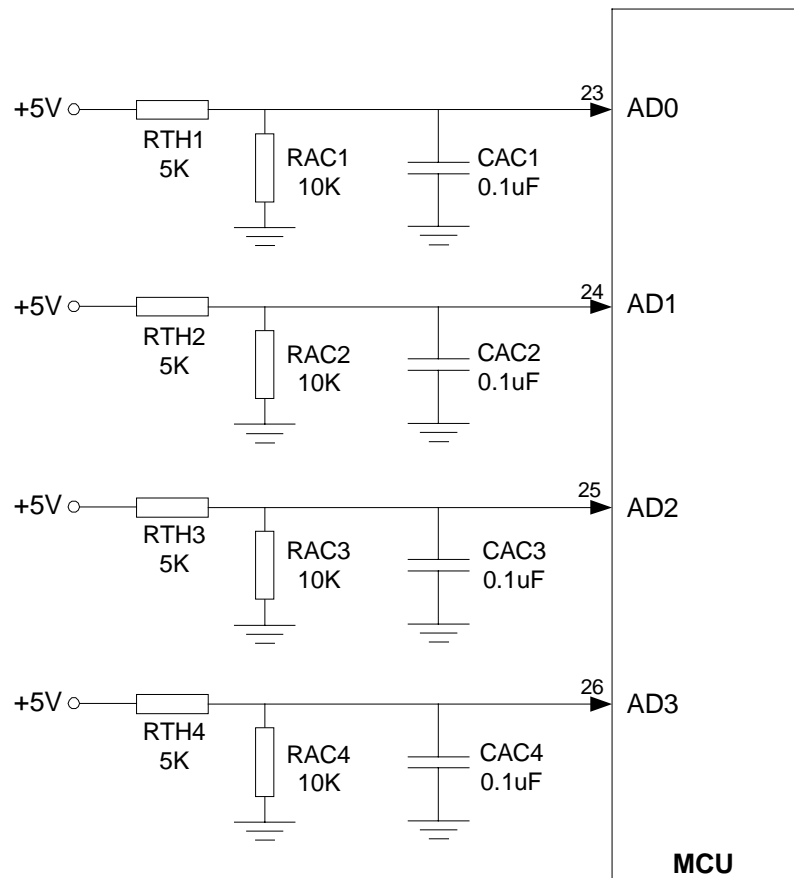 23
+5V
AD0
RTH1
5K
RAC1
10K
CAC1
0.1uF
24
+5V
AD1
RTH2
5K
RAC2
10K
CAC2
0.1uF
25
+5V
AD2
RTH3
5K
RAC3
10K
CAC3
0.1uF
26
+5V
AD3
RTH4
5K
RAC4
10K
CAC4
0.1uF
MCU